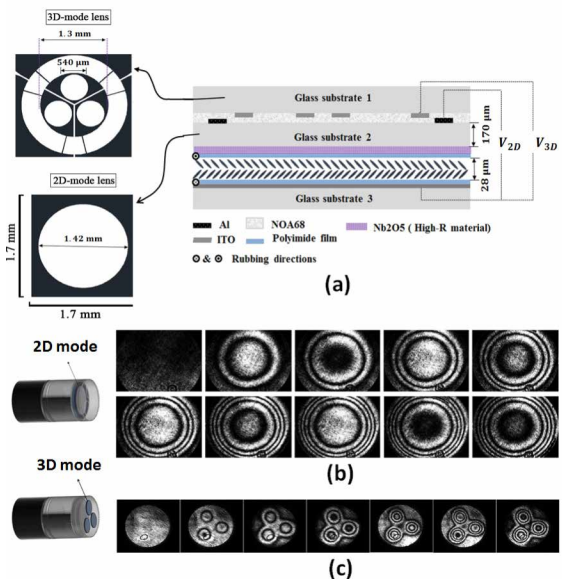 3D-mode lens
1.3 mm
540 μm
(a)
Glass substrate 1
Glass substrate 2
Glass substrate 3
170 μm
28 μm
V2D
V3D
2D-mode lens
1.42 mm
1.7 mm
1.7 mm
Al
NOA68
Nb2O5 ( High-R material)
ITO
Polyimide film
& Rubbing directions
(a)
2D mode
(b)
3D mode
(c)